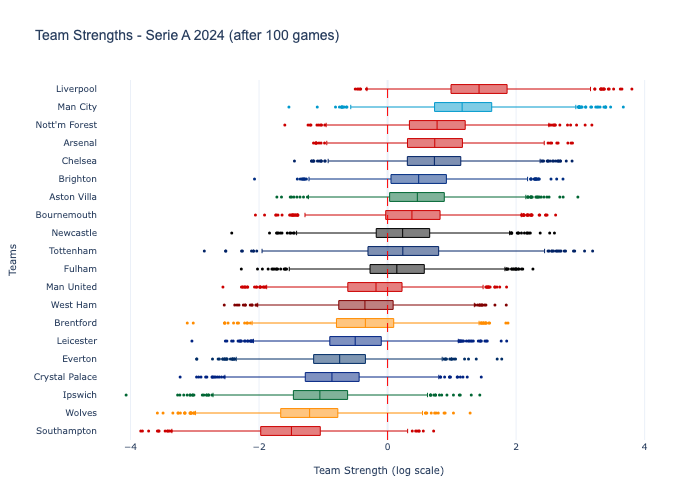 Team Strengths - Serie A 2024 (after 100 games)
Teams
Liverpool
Man City
Nott'm Forest
Arsenal
Chelsea
Brighton
Aston Villa
Bournemouth
Newcastle
Tottenham
Fulham
Man United
West Ham
Brentford
Leicester
Everton
Crystal Palace
Ipswich
Wolves
Southampton
−4 −2 0 2 4
Team Strength (log scale)